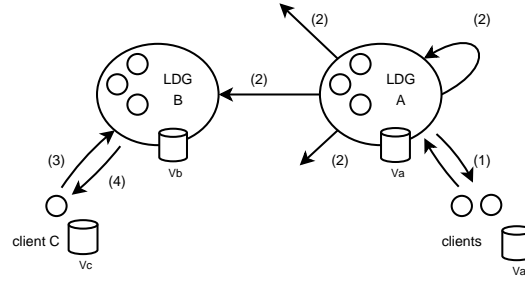 (2)
(2)
LDG
B
(2)
LDG
A
(3)
(4)
Vb
(2)
Va
(1)
client C
Vc
clients
Va